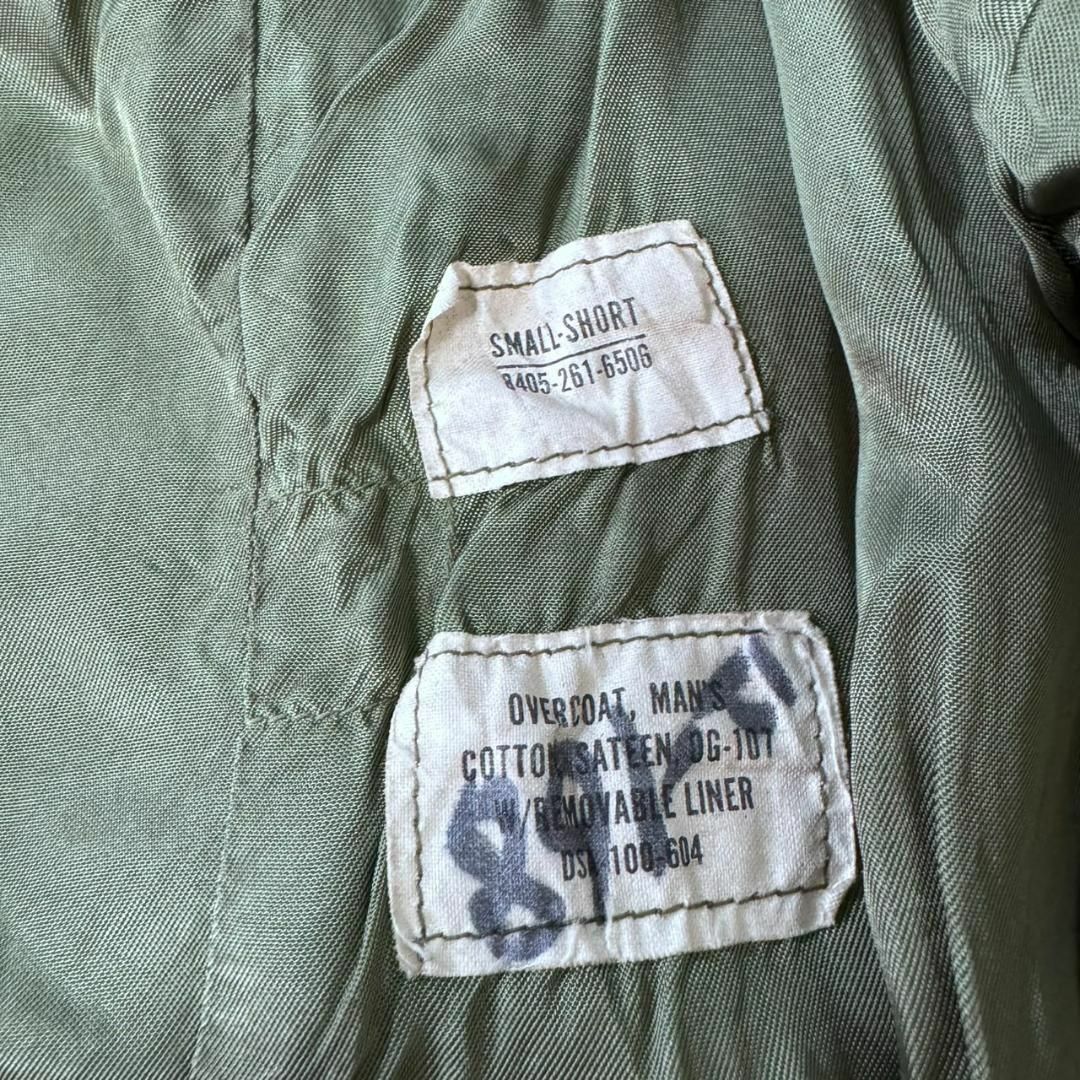 SMALL-SHORT
8405-261-6506
OVERCOAT, MAN'S
COTTON SATEEN OG-107
W/REMOVABLE LINER
DSA 100-604